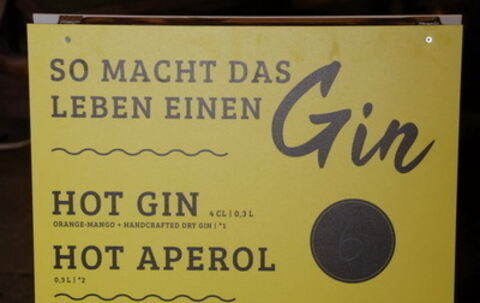 SO MACHT DAS
LEBEN EINEN Gin
HOT GIN 4 CL | 0,3 L
ORANGE-MANGO + HANDCRAFTED DRY GIN | *1
6
HOT APEROL
0,3 L | *2